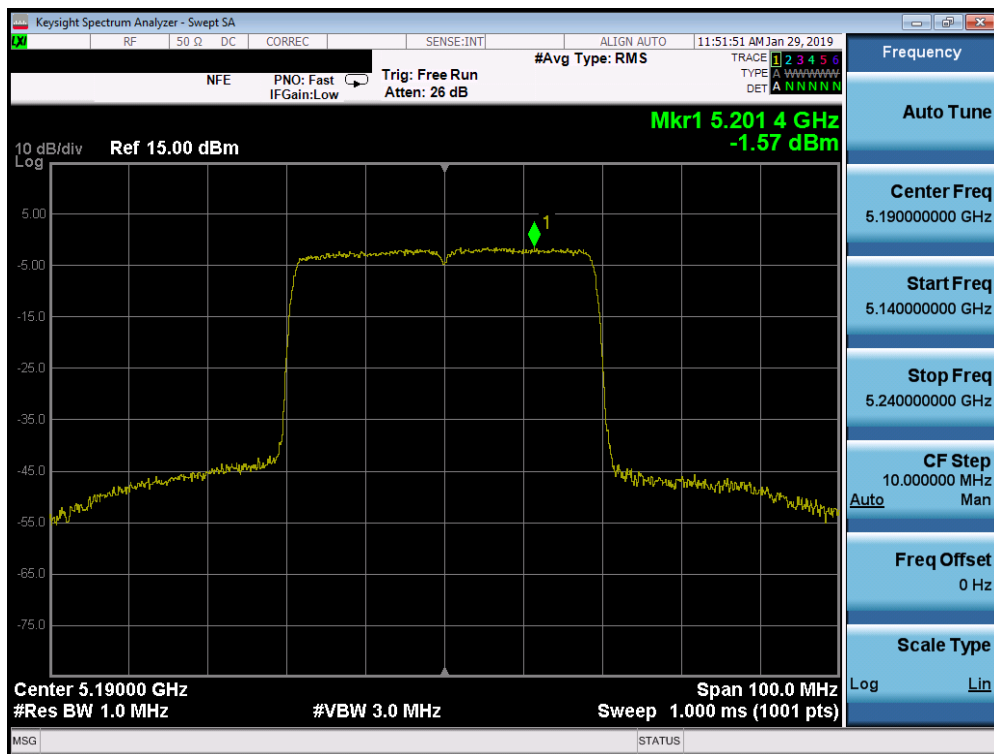 Keysight Spectrum Analyzer - Swept SA
LXI RF 50 Ω DC CORREC SENSE:INT ALIGN AUTO 11:51:51 AM Jan 29, 2019
Frequency
#Avg Type: RMS
TRACE 1 2 3 4 5 6
NFE PNO: Fast Trig: Free Run
TYPE A WWWWW
IFGain:Low Atten: 26 dB
DET A N N N N N
Auto Tune
Mkr1 5.201 4 GHz
-1.57 dBm
10 dB/div Ref 15.00 dBm
Log
1
5.00
-5.00
-15.0
-25.0
-35.0
-45.0
-55.0
-65.0
-75.0
Center Freq
5.190000000 GHz
Start Freq
5.140000000 GHz
Stop Freq
5.240000000 GHz
CF Step
10.000000 MHz
Auto Man
Freq Offset
0 Hz
Scale Type
Log Lin
Center 5.19000 GHz Span 100.0 MHz
#Res BW 1.0 MHz #VBW 3.0 MHz Sweep 1.000 ms (1001 pts)
MSG STATUS